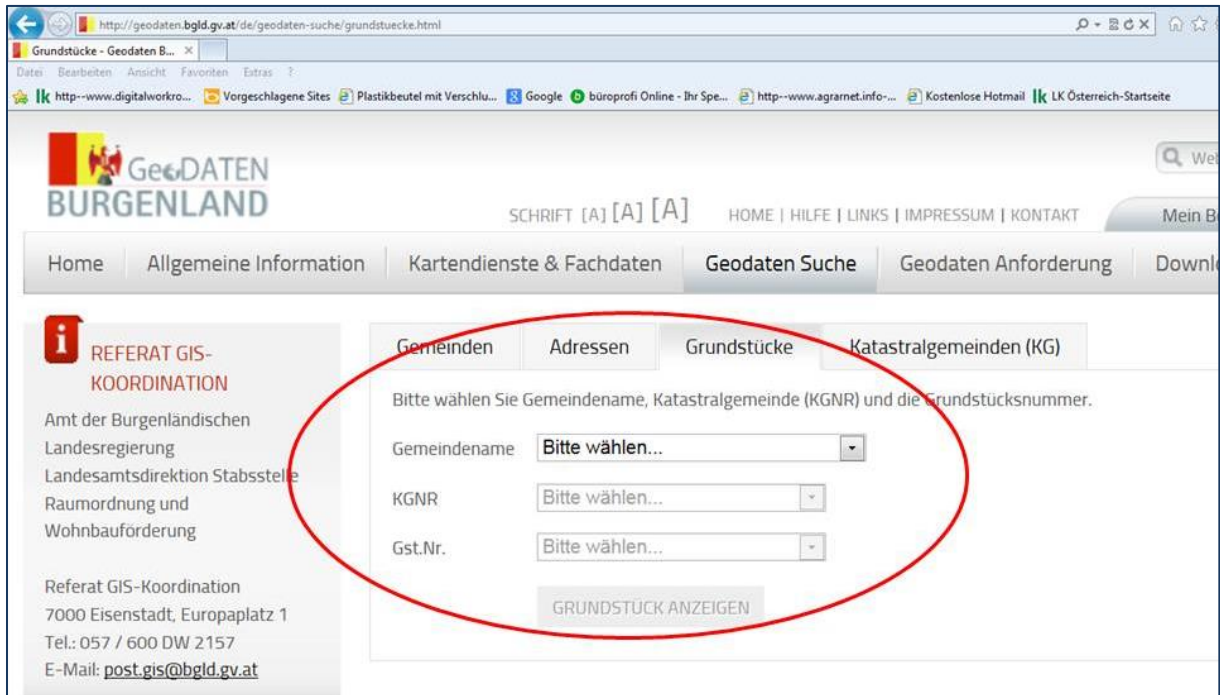 http://geodaten.bgld.gv.at/de/geodaten-suche/grundstuecke.html
Grundstücke - Geodaten B...
Datei Bearbeiten Ansicht Favoriten Extras ?
lk http--www.digitalworkro... Vorgeschlagene Sites Plastikbeutel mit Verschlu... Google büroprofi Online - Ihr Spe... http--www.agrarnet.info-... Kostenlose Hotmail lk LK Österreich-Startseite
GeoDATEN
BURGENLAND
SCHRIFT [A] [A] [A] HOME | HILFE | LINKS | IMPRESSUM | KONTAKT
Home Allgemeine Information Kartendienste & Fachdaten Geodaten Suche Geodaten Anforderung
i
REFERAT GIS-
KOORDINATION
Amt der Burgenländischen
Landesregierung
Landesamtsdirektion Stabsstelle
Raumordnung und
Wohnbauförderung
Referat GIS-Koordination
7000 Eisenstadt, Europaplatz 1
Tel.: 057 / 600 DW 2157
E-Mail: post.gis@bgld.gv.at
Gemeinden Adressen Grundstücke Katastralgemeinden (KG)
Bitte wählen Sie Gemeindename, Katastralgemeinde (KGNR) und die Grundstücksnummer.
Gemeindename Bitte wählen...
KGNR Bitte wählen...
Gst.Nr. Bitte wählen...
GRUNDSTÜCK ANZEIGEN